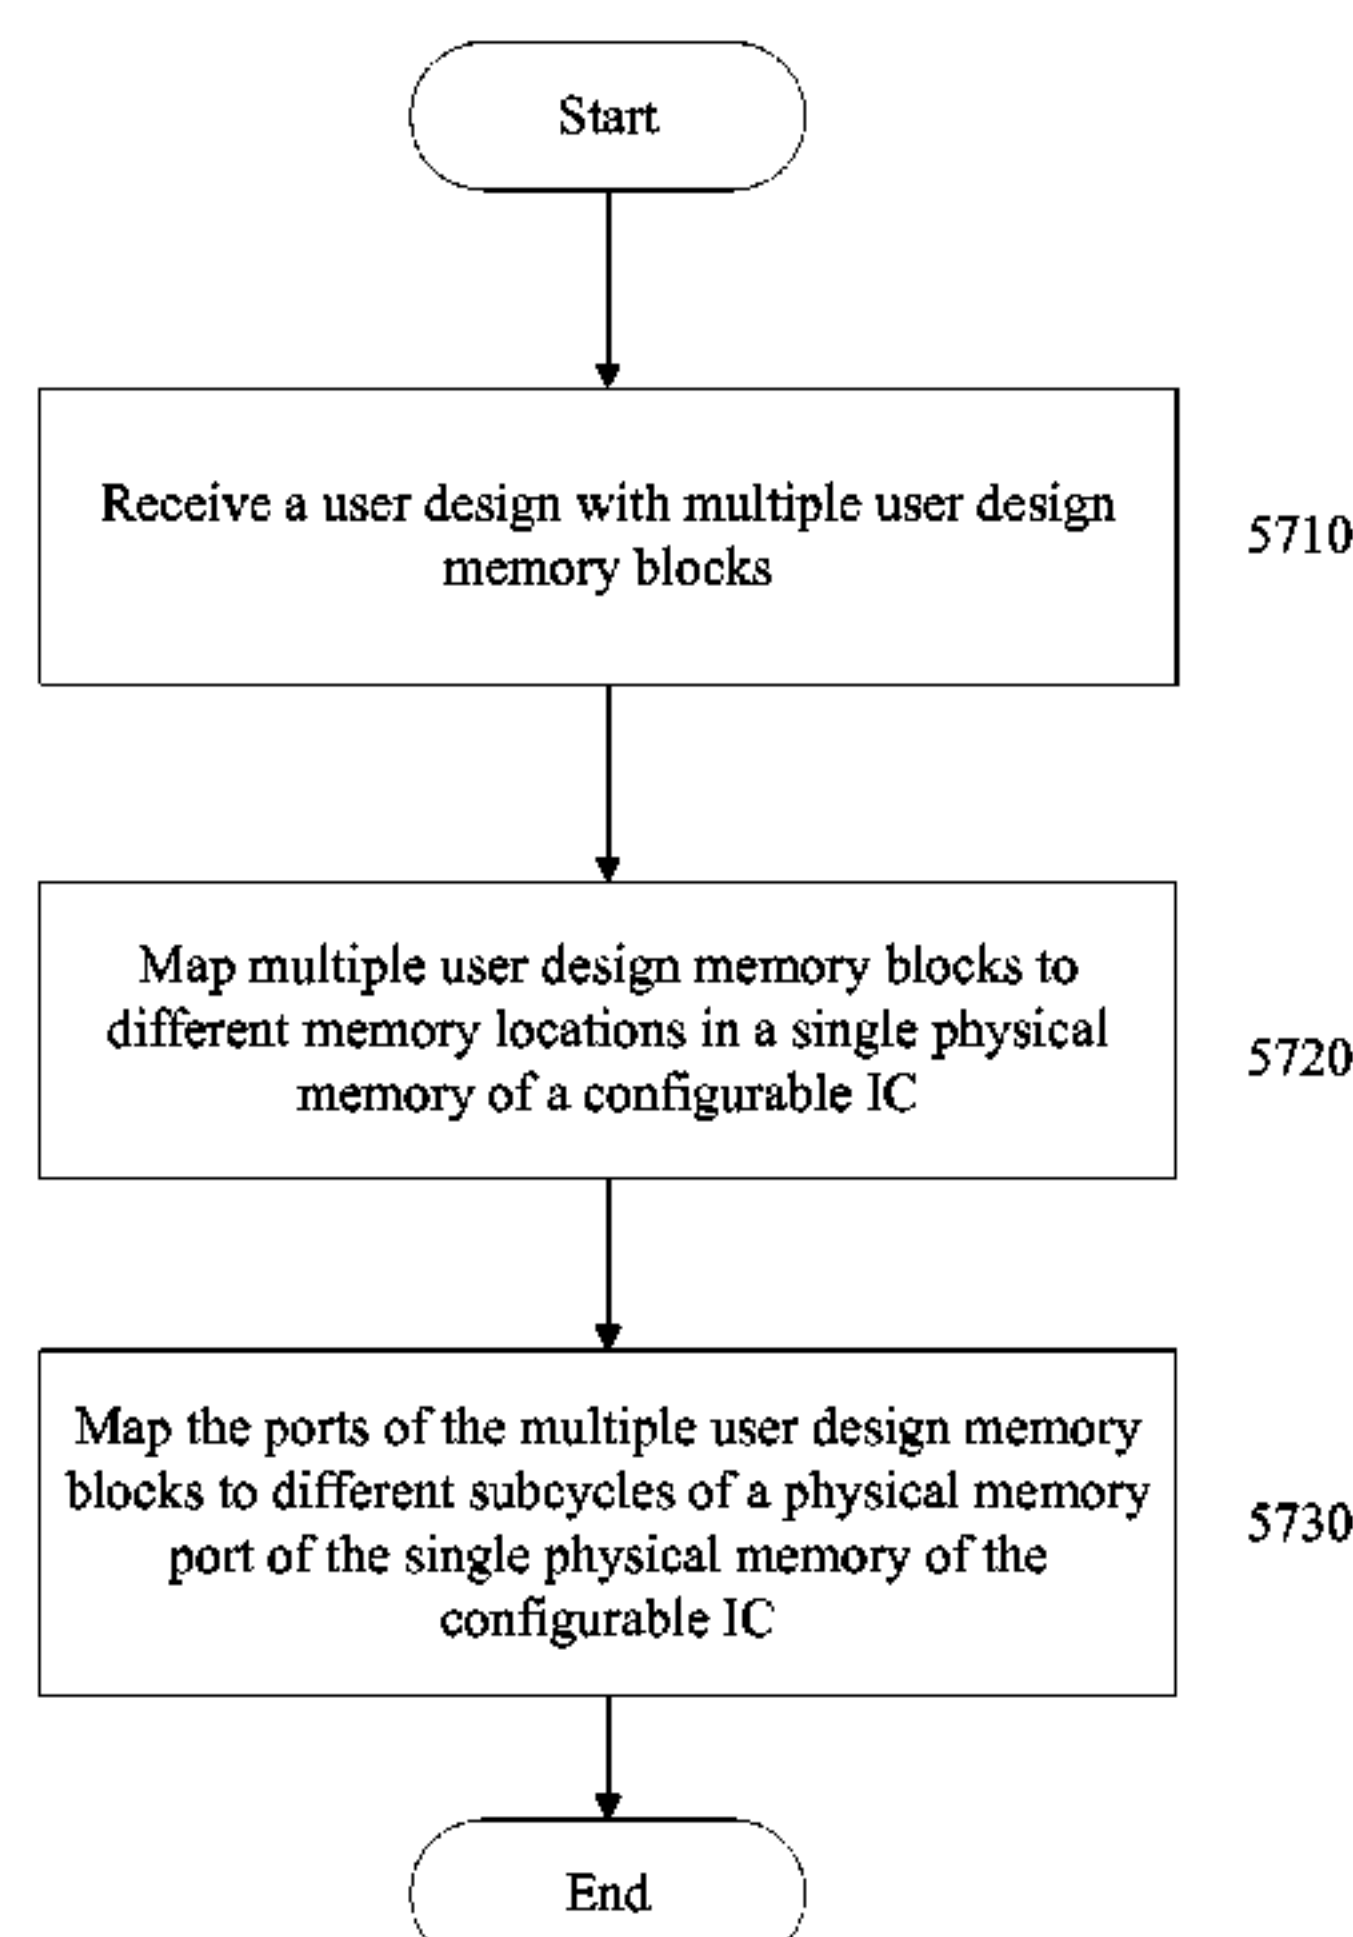 Start
Receive a user design with multiple user design
memory blocks
5710
Map multiple user design memory blocks to
different memory locations in a single physical
memory of a configurable IC
5720
Map the ports of the multiple user design memory
blocks to different subcycles of a physical memory
port of the single physical memory of the
configurable IC
5730
End